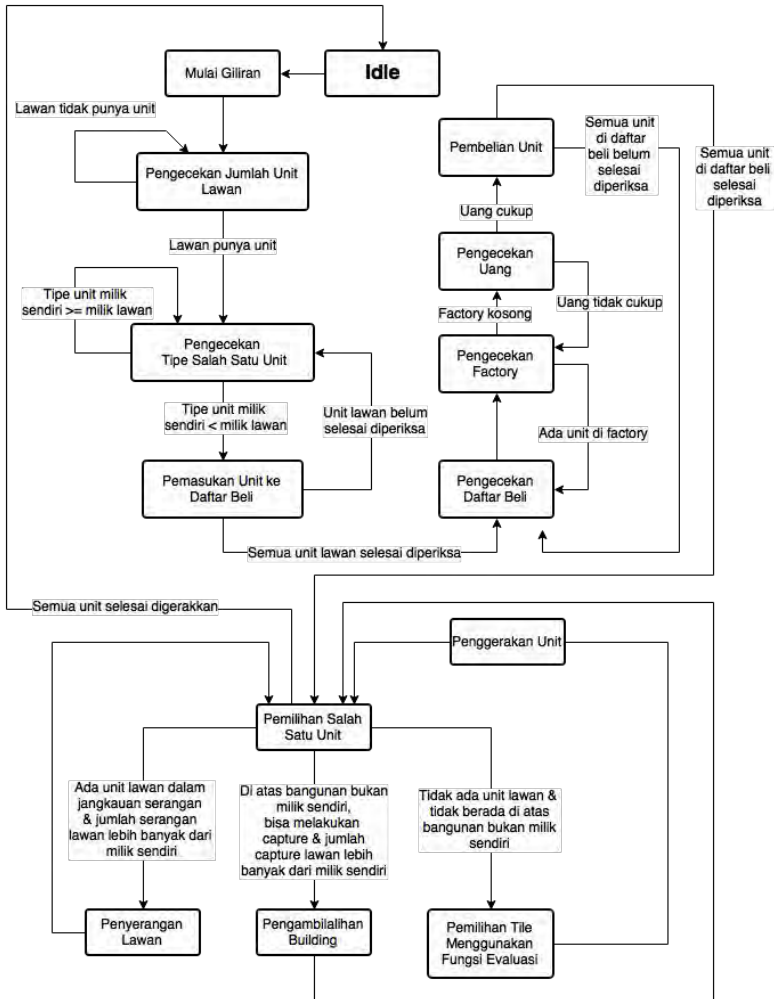 Idle
Mulai Giliran
Lawan tidak punya unit
Pengecekan Jumlah Unit
Lawan
Lawan punya unit
Tipe unit milik
sendiri >= milik lawan
Pengecekan
Tipe Salah Satu Unit
Tipe unit milik
sendiri < milik lawan
Unit lawan belum
selesai diperiksa
Pemasukan Unit ke
Daftar Beli
Semua unit lawan selesai diperiksa
Pembelian Unit
Semua unit
di daftar
beli belum
selesai
diperiksa
Semua unit
di daftar beli
selesai
diperiksa
Uang cukup
Pengecekan
Uang
Uang tidak cukup
Factory kosong
Pengecekan
Factory
Ada unit di factory
Pengecekan
Daftar Beli
Semua unit selesai digerakkan
Penggerakan Unit
Pemilihan Salah
Satu Unit
Ada unit lawan dalam
jangkauan serangan
& jumlah serangan
lawan lebih banyak dari
milik sendiri
Di atas bangunan bukan
milik sendiri,
bisa melakukan
capture & jumlah
capture lawan lebih
banyak dari milik sendiri
Tidak ada unit lawan &
tidak berada di atas
bangunan bukan milik
sendiri
Penyerangan
Lawan
Pengambilalihan
Building
Pemilihan Tile
Menggunakan
Fungsi Evaluasi